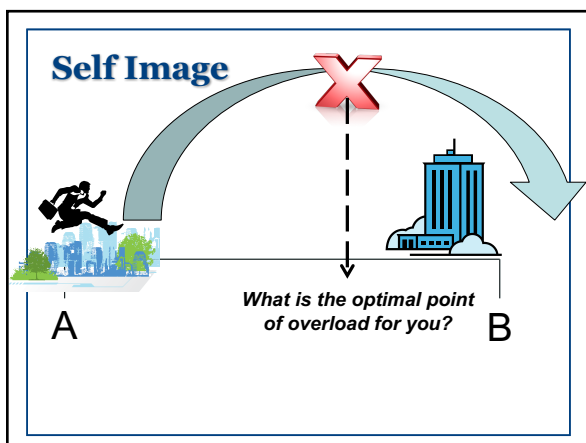 Self Image
X
What is the optimal point
of overload for you?
A
B